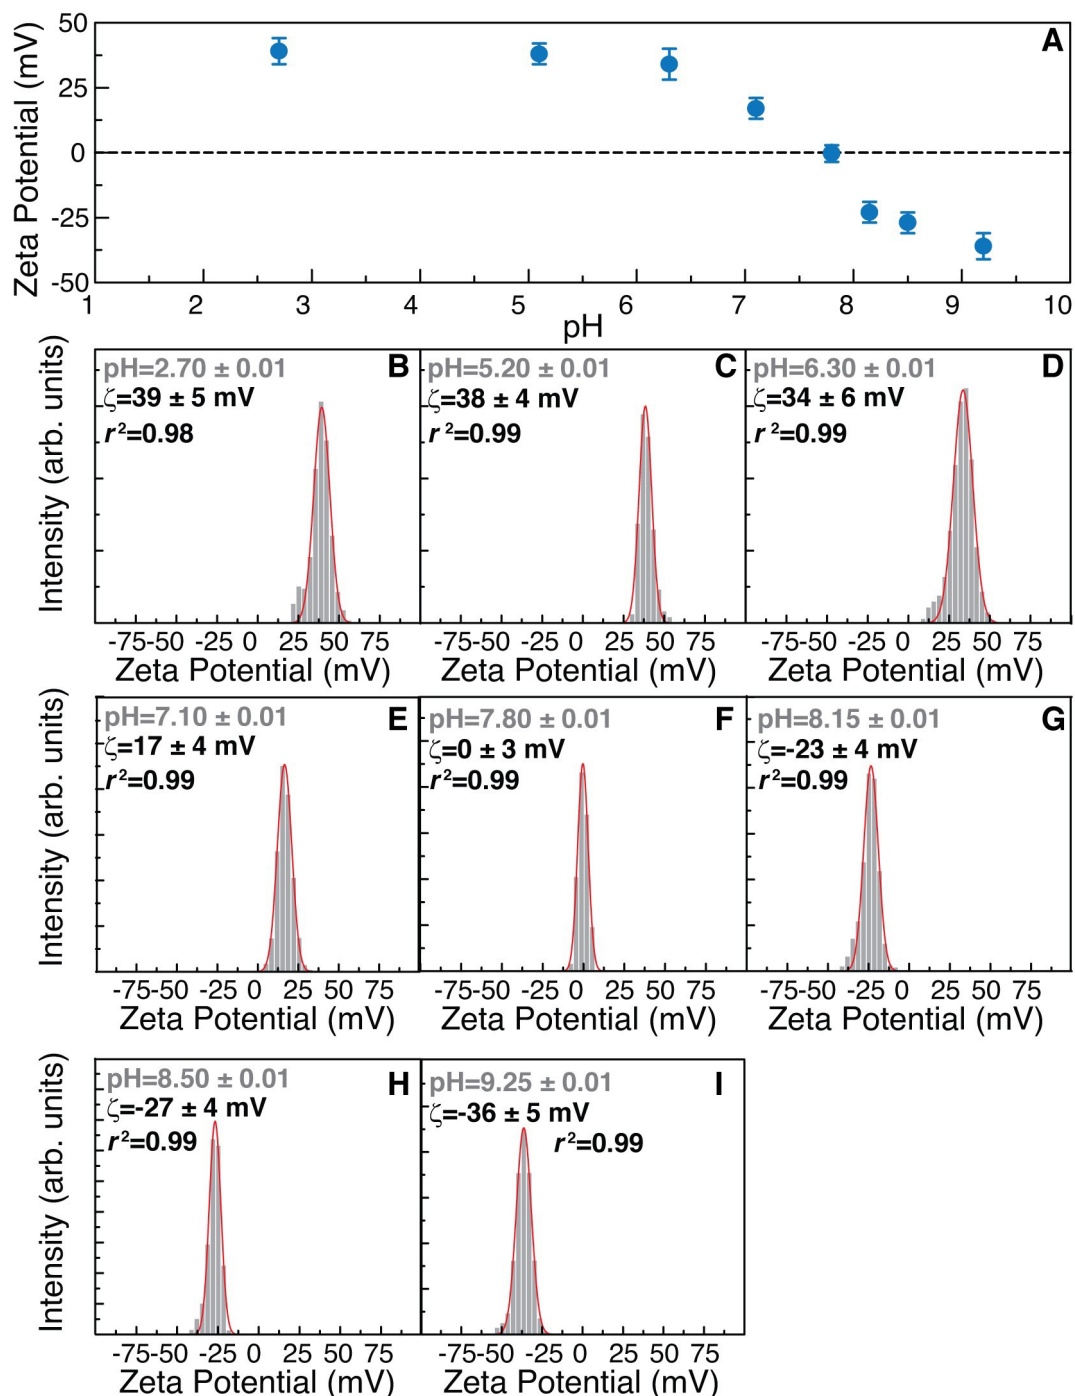 A
Zeta Potential (mV)
50
25
0
-25
-50
1 2 3 4 5 6 7 8 9 10
pH
Intensity (arb. units)
pH=2.70 ± 0.01
B
ζ=39 ± 5 mV
r²=0.98
-75-50 -25 0 25 50 75
Zeta Potential (mV)
pH=5.20 ± 0.01
C
ζ=38 ± 4 mV
r²=0.99
-75-50 -25 0 25 50 75
Zeta Potential (mV)
pH=6.30 ± 0.01
D
ζ=34 ± 6 mV
r²=0.99
-75-50 -25 0 25 50 75
Zeta Potential (mV)
Intensity (arb. units)
pH=7.10 ± 0.01
E
ζ=17 ± 4 mV
r²=0.99
-75-50 -25 0 25 50 75
Zeta Potential (mV)
pH=7.80 ± 0.01
F
ζ=0 ± 3 mV
r²=0.99
-75-50 -25 0 25 50 75
Zeta Potential (mV)
pH=8.15 ± 0.01
G
ζ=-23 ± 4 mV
r²=0.99
-75-50 -25 0 25 50 75
Zeta Potential (mV)
Intensity (arb. units)
pH=8.50 ± 0.01
H
ζ=-27 ± 4 mV
r²=0.99
-75-50 -25 0 25 50 75
Zeta Potential (mV)
pH=9.25 ± 0.01
I
ζ=-36 ± 5 mV
r²=0.99
-75-50 -25 0 25 50 75
Zeta Potential (mV)